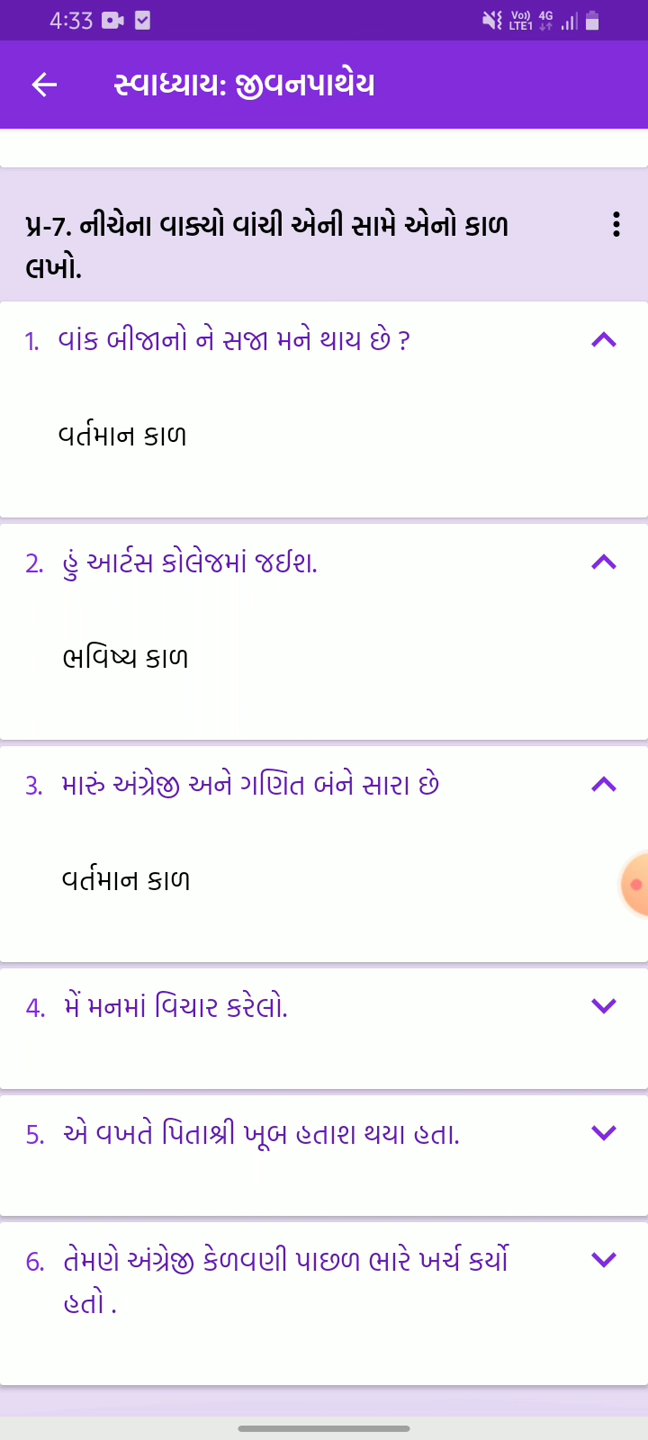 4:33
Vo)) 4G
LTE1
સ્વાધ્યાય: જીવનપાથેય
પ્ર-7. નીચેના વાક્યો વાંચી એની સામે એનો કાળ
લખો.
1. વાંક બીજાનો ને સજા મને થાય છે ?
વર્તમાન કાળ
2. હું આર્ટસ કોલેજમાં જઈશ.
ભવિષ્ય કાળ
3. મારું અંગ્રેજી અને ગણિત બંને સારા છે
વર્તમાન કાળ
4. મેં મનમાં વિચાર કરેલો.
5. એ વખતે પિતાશ્રી ખૂબ હતાશ થયા હતા.
6. તેમણે અંગ્રેજી કેળવણી પાછળ ભારે ખર્ચ કર્યો
હતો .